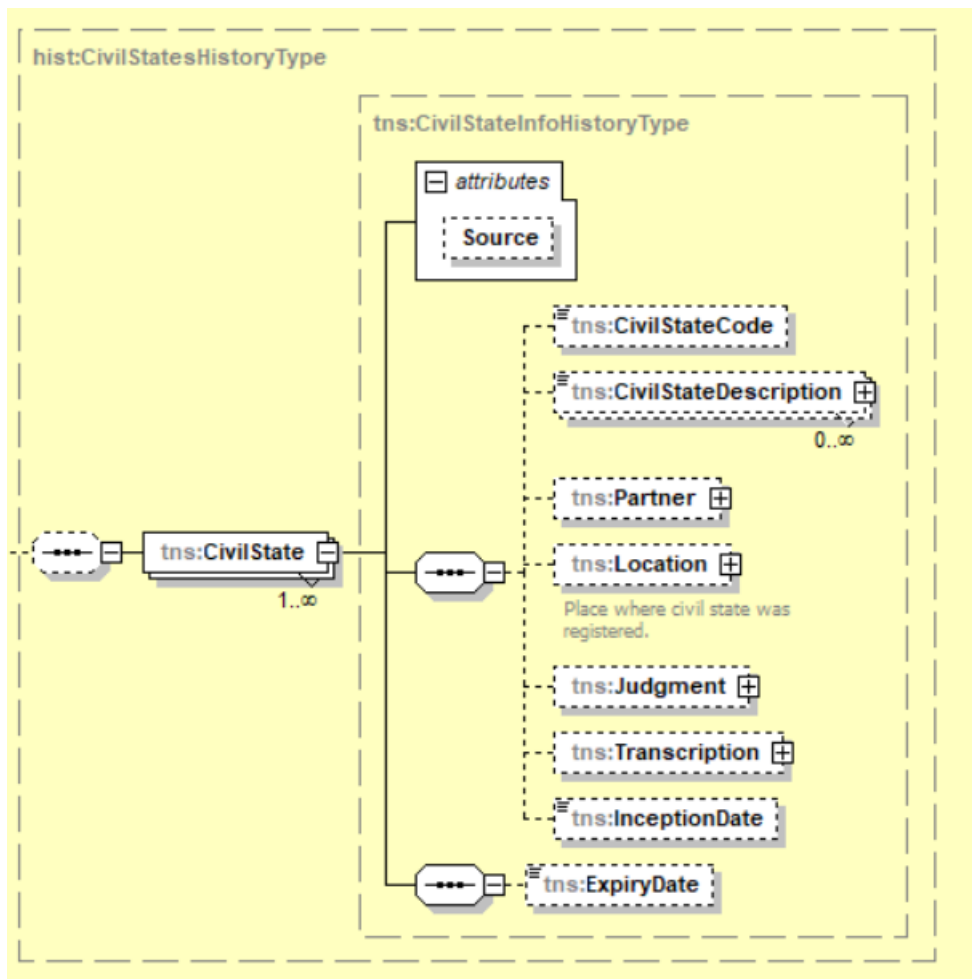 hist:CivilStatesHistoryType
tns:CivilStateInfoHistoryType
attributes
Source
tns:CivilStateCode
tns:CivilStateDescription
0..∞
tns:Partner
tns:CivilState
1..∞
tns:Location
Place where civil state was
registered.
tns:Judgment
tns:Transcription
tns:InceptionDate
tns:ExpiryDate